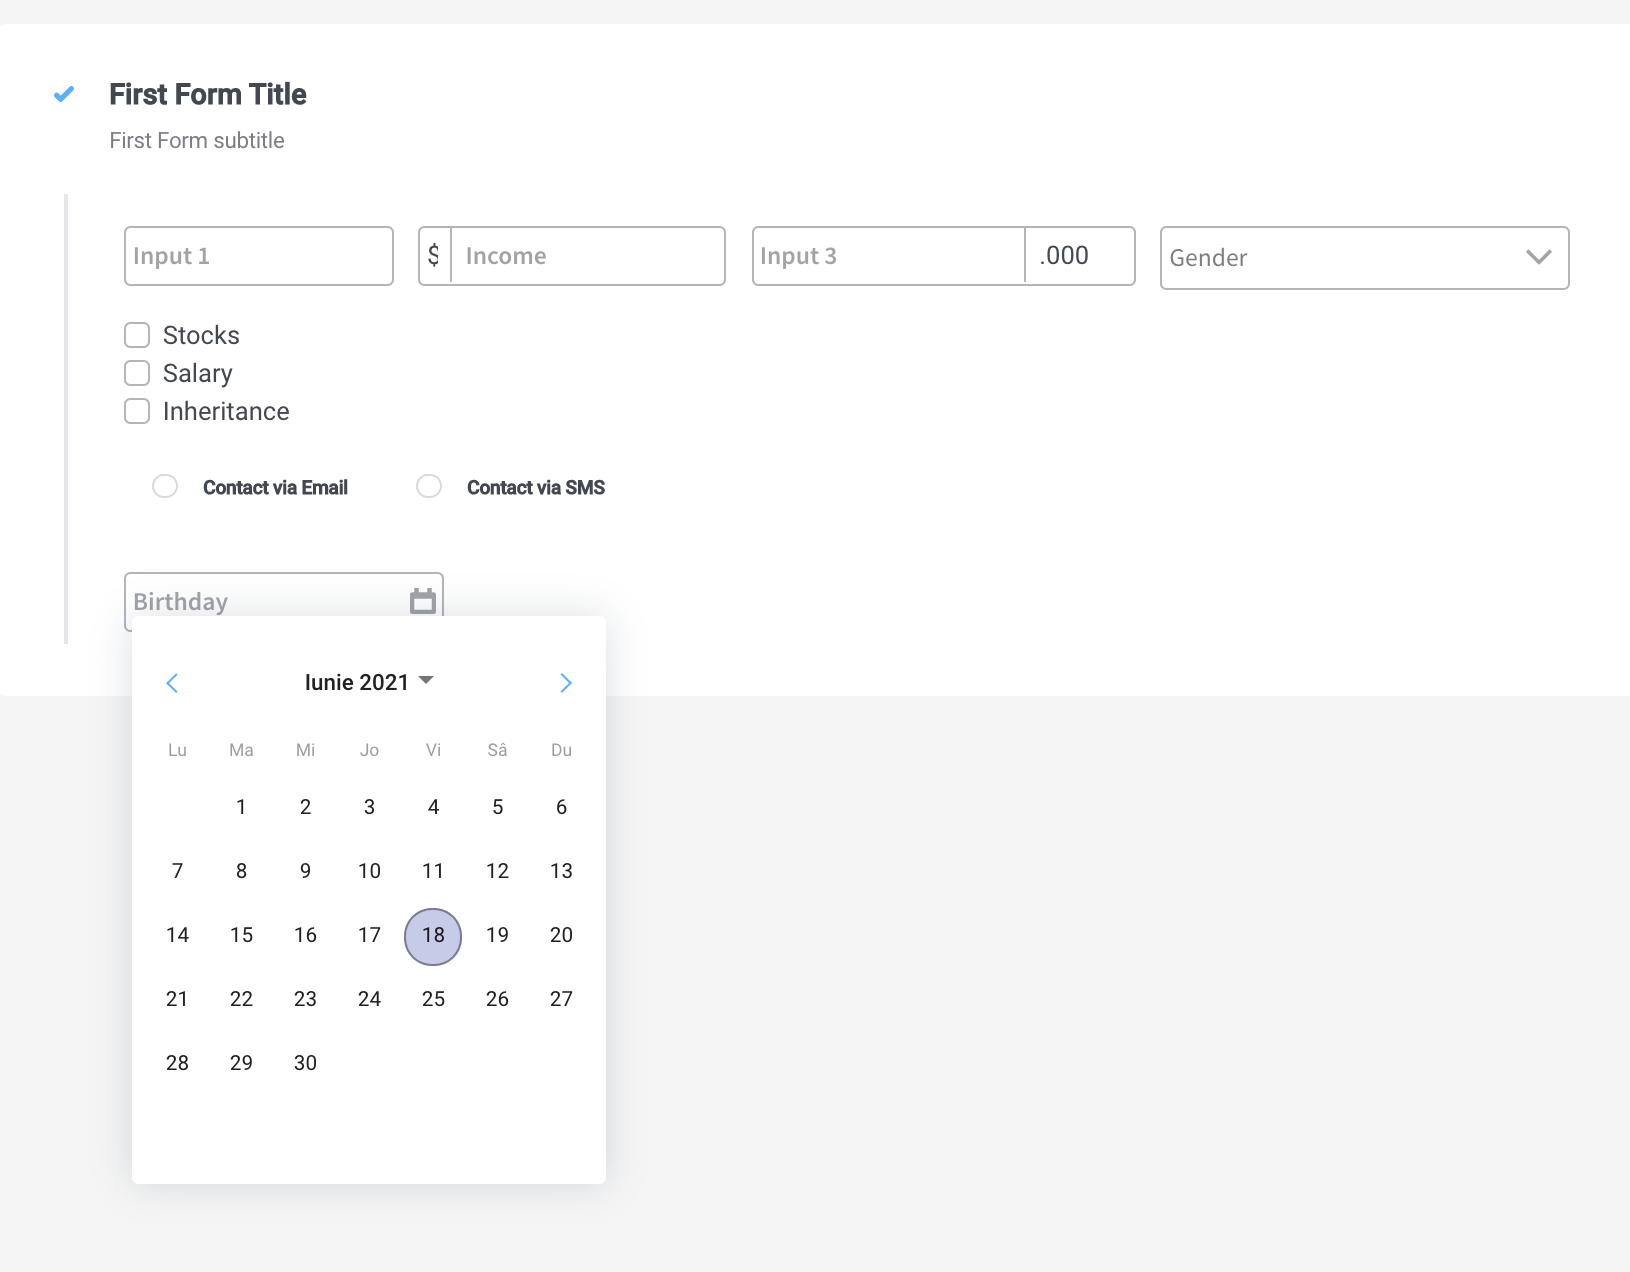 First Form Title
First Form subtitle
Input 1 $ Income Input 3 .000 Gender
Stocks
Salary
Inheritance
Contact via Email Contact via SMS
Birthday
Iunie 2021
Lu Ma Mi Jo Vi Sâ Du
1 2 3 4 5 6
7 8 9 10 11 12 13
14 15 16 17 18 19 20
21 22 23 24 25 26 27
28 29 30